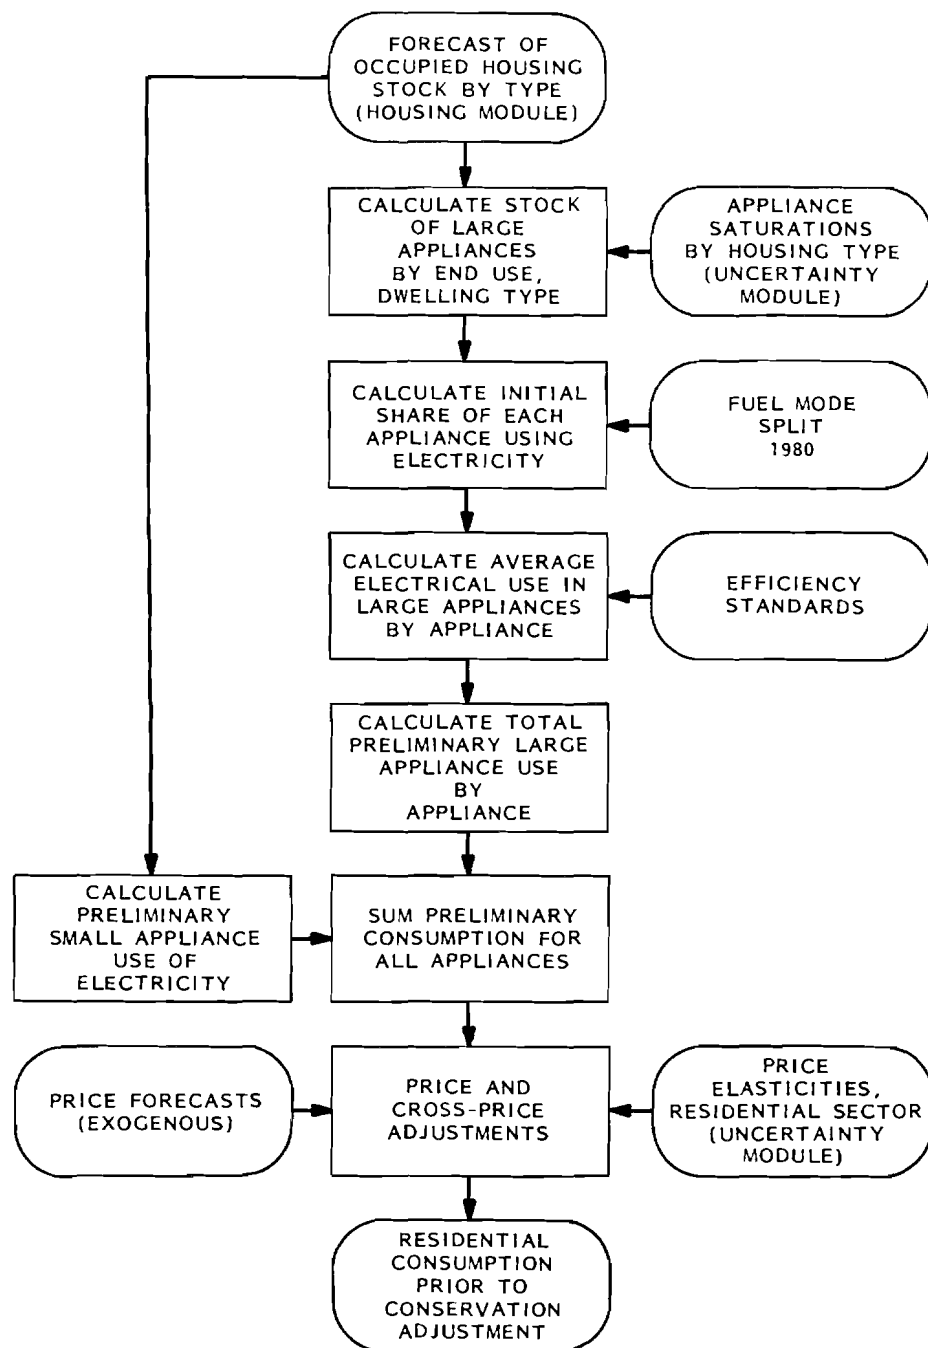 FORECAST OF
OCCUPIED HOUSING
STOCK BY TYPE
(HOUSING MODULE)
CALCULATE STOCK
OF LARGE
APPLIANCES
BY END USE,
DWELLING TYPE
APPLIANCE
SATURATIONS
BY HOUSING TYPE
(UNCERTAINTY
MODULE)
CALCULATE INITIAL
SHARE OF EACH
APPLIANCE USING
ELECTRICITY
FUEL MODE
SPLIT
1980
CALCULATE AVERAGE
ELECTRICAL USE IN
LARGE APPLIANCES
BY APPLIANCE
EFFICIENCY
STANDARDS
CALCULATE TOTAL
PRELIMINARY LARGE
APPLIANCE USE
BY
APPLIANCE
CALCULATE
PRELIMINARY
SMALL APPLIANCE
USE OF
ELECTRICITY
SUM PRELIMINARY
CONSUMPTION FOR
ALL APPLIANCES
PRICE FORECASTS
(EXOGENOUS)
PRICE AND
CROSS-PRICE
ADJUSTMENTS
PRICE
ELASTICITIES,
RESIDENTIAL SECTOR
(UNCERTAINTY
MODULE)
RESIDENTIAL
CONSUMPTION
PRIOR TO
CONSERVATION
ADJUSTMENT